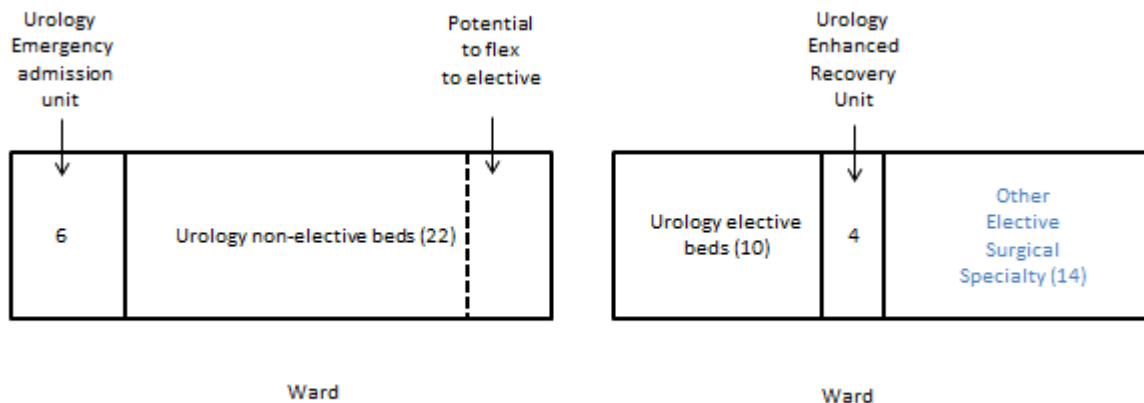 Urology
Emergency
admission
unit
Potential
to flex
to elective
Urology
Enhanced
Recovery
Unit
6
Urology non-elective beds (22)
Urology elective
beds (10)
4
Other
Elective
Surgical
Specialty (14)
Ward
Ward